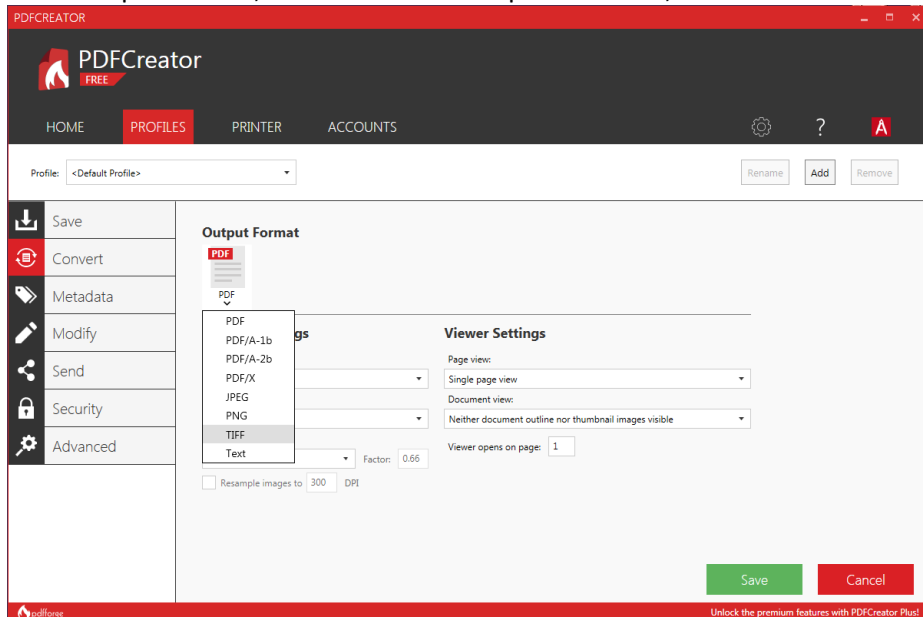 PDFCREATOR
PDFCreator
FREE
HOME PROFILES PRINTER ACCOUNTS ? A
Profile: <Default Profile> Rename Add Remove
Save
Convert
Metadata
Modify
Send
Security
Advanced
Output Format
PDF
PDF
PDF
PDF/A-1b
PDF/A-2b
PDF/X
JPEG
PNG
TIFF
Text
gs
Factor: 0.66
Resample images to 300 DPI
Viewer Settings
Page view:
Single page view
Document view:
Neither document outline nor thumbnail images visible
Viewer opens on page: 1
Save Cancel
pdfforge Unlock the premium features with PDFCreator Plus!